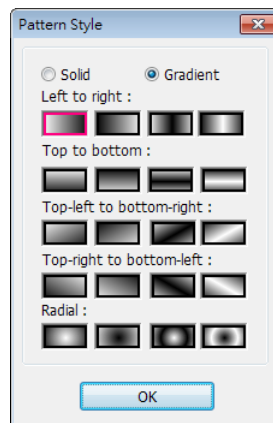 Pattern Style
Solid Gradient
Left to right :
Top to bottom :
Top-left to bottom-right :
Top-right to bottom-left :
Radial :
OK